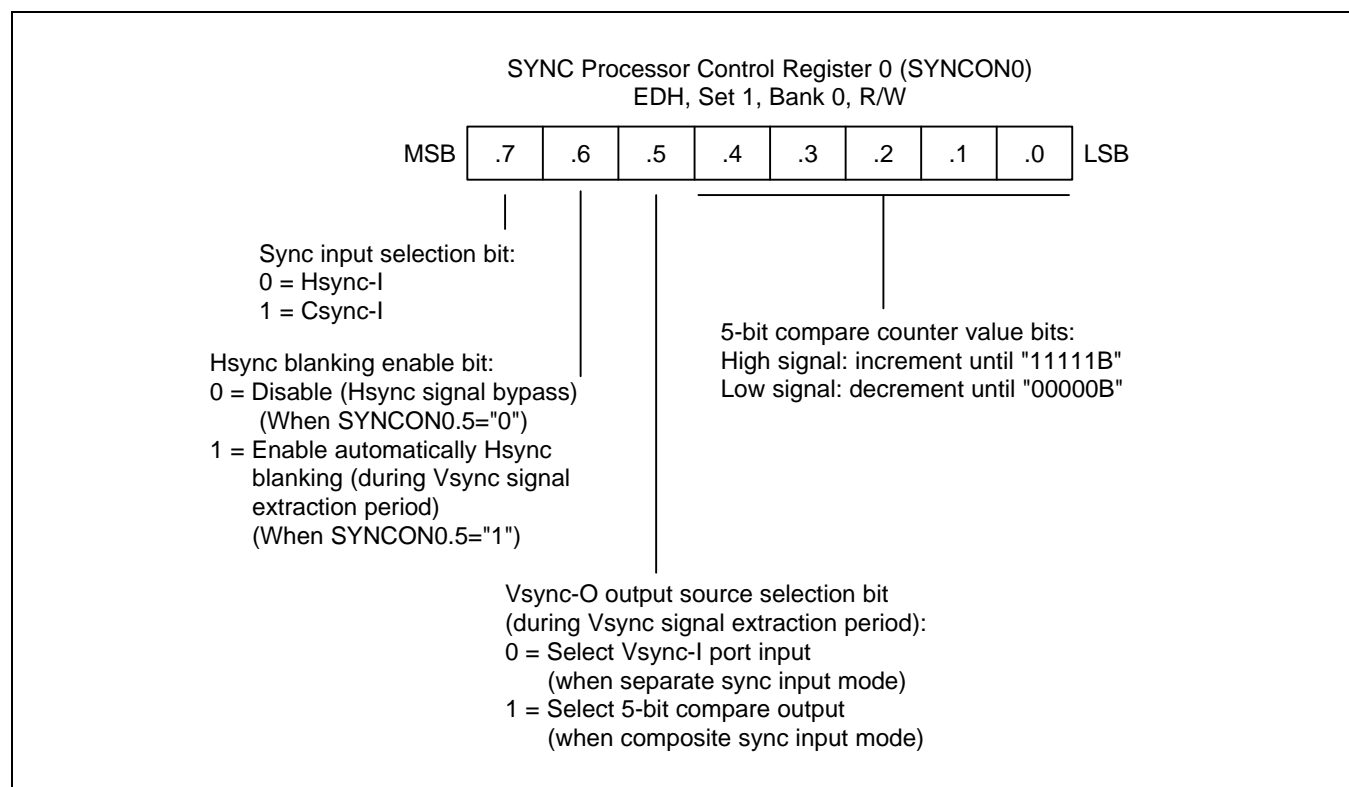 SYNC Processor Control Register 0 (SYNCON0)
EDH, Set 1, Bank 0, R/W
MSB .7 .6 .5 .4 .3 .2 .1 .0 LSB
Sync input selection bit:
0 = Hsync-I
1 = Csync-I
5-bit compare counter value bits:
High signal: increment until "11111B"
Low signal: decrement until "00000B"
Hsync blanking enable bit:
0 = Disable (Hsync signal bypass)
(When SYNCON0.5="0")
1 = Enable automatically Hsync
blanking (during Vsync signal
extraction period)
(When SYNCON0.5="1")
Vsync-O output source selection bit
(during Vsync signal extraction period):
0 = Select Vsync-I port input
(when separate sync input mode)
1 = Select 5-bit compare output
(when composite sync input mode)